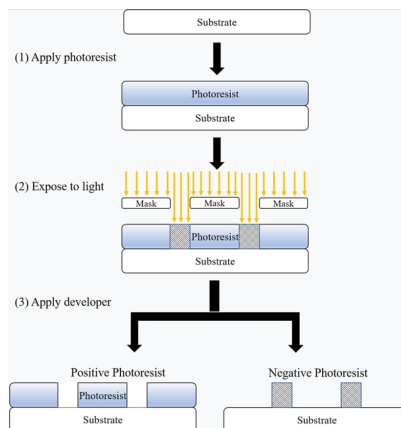 Substrate
(1) Apply photoresist
Photoresist
Substrate
(2) Expose to light
Mask Mask Mask
Photoresist
Substrate
(3) Apply developer
Positive Photoresist Negative Photoresist
Photoresist
Substrate Substrate